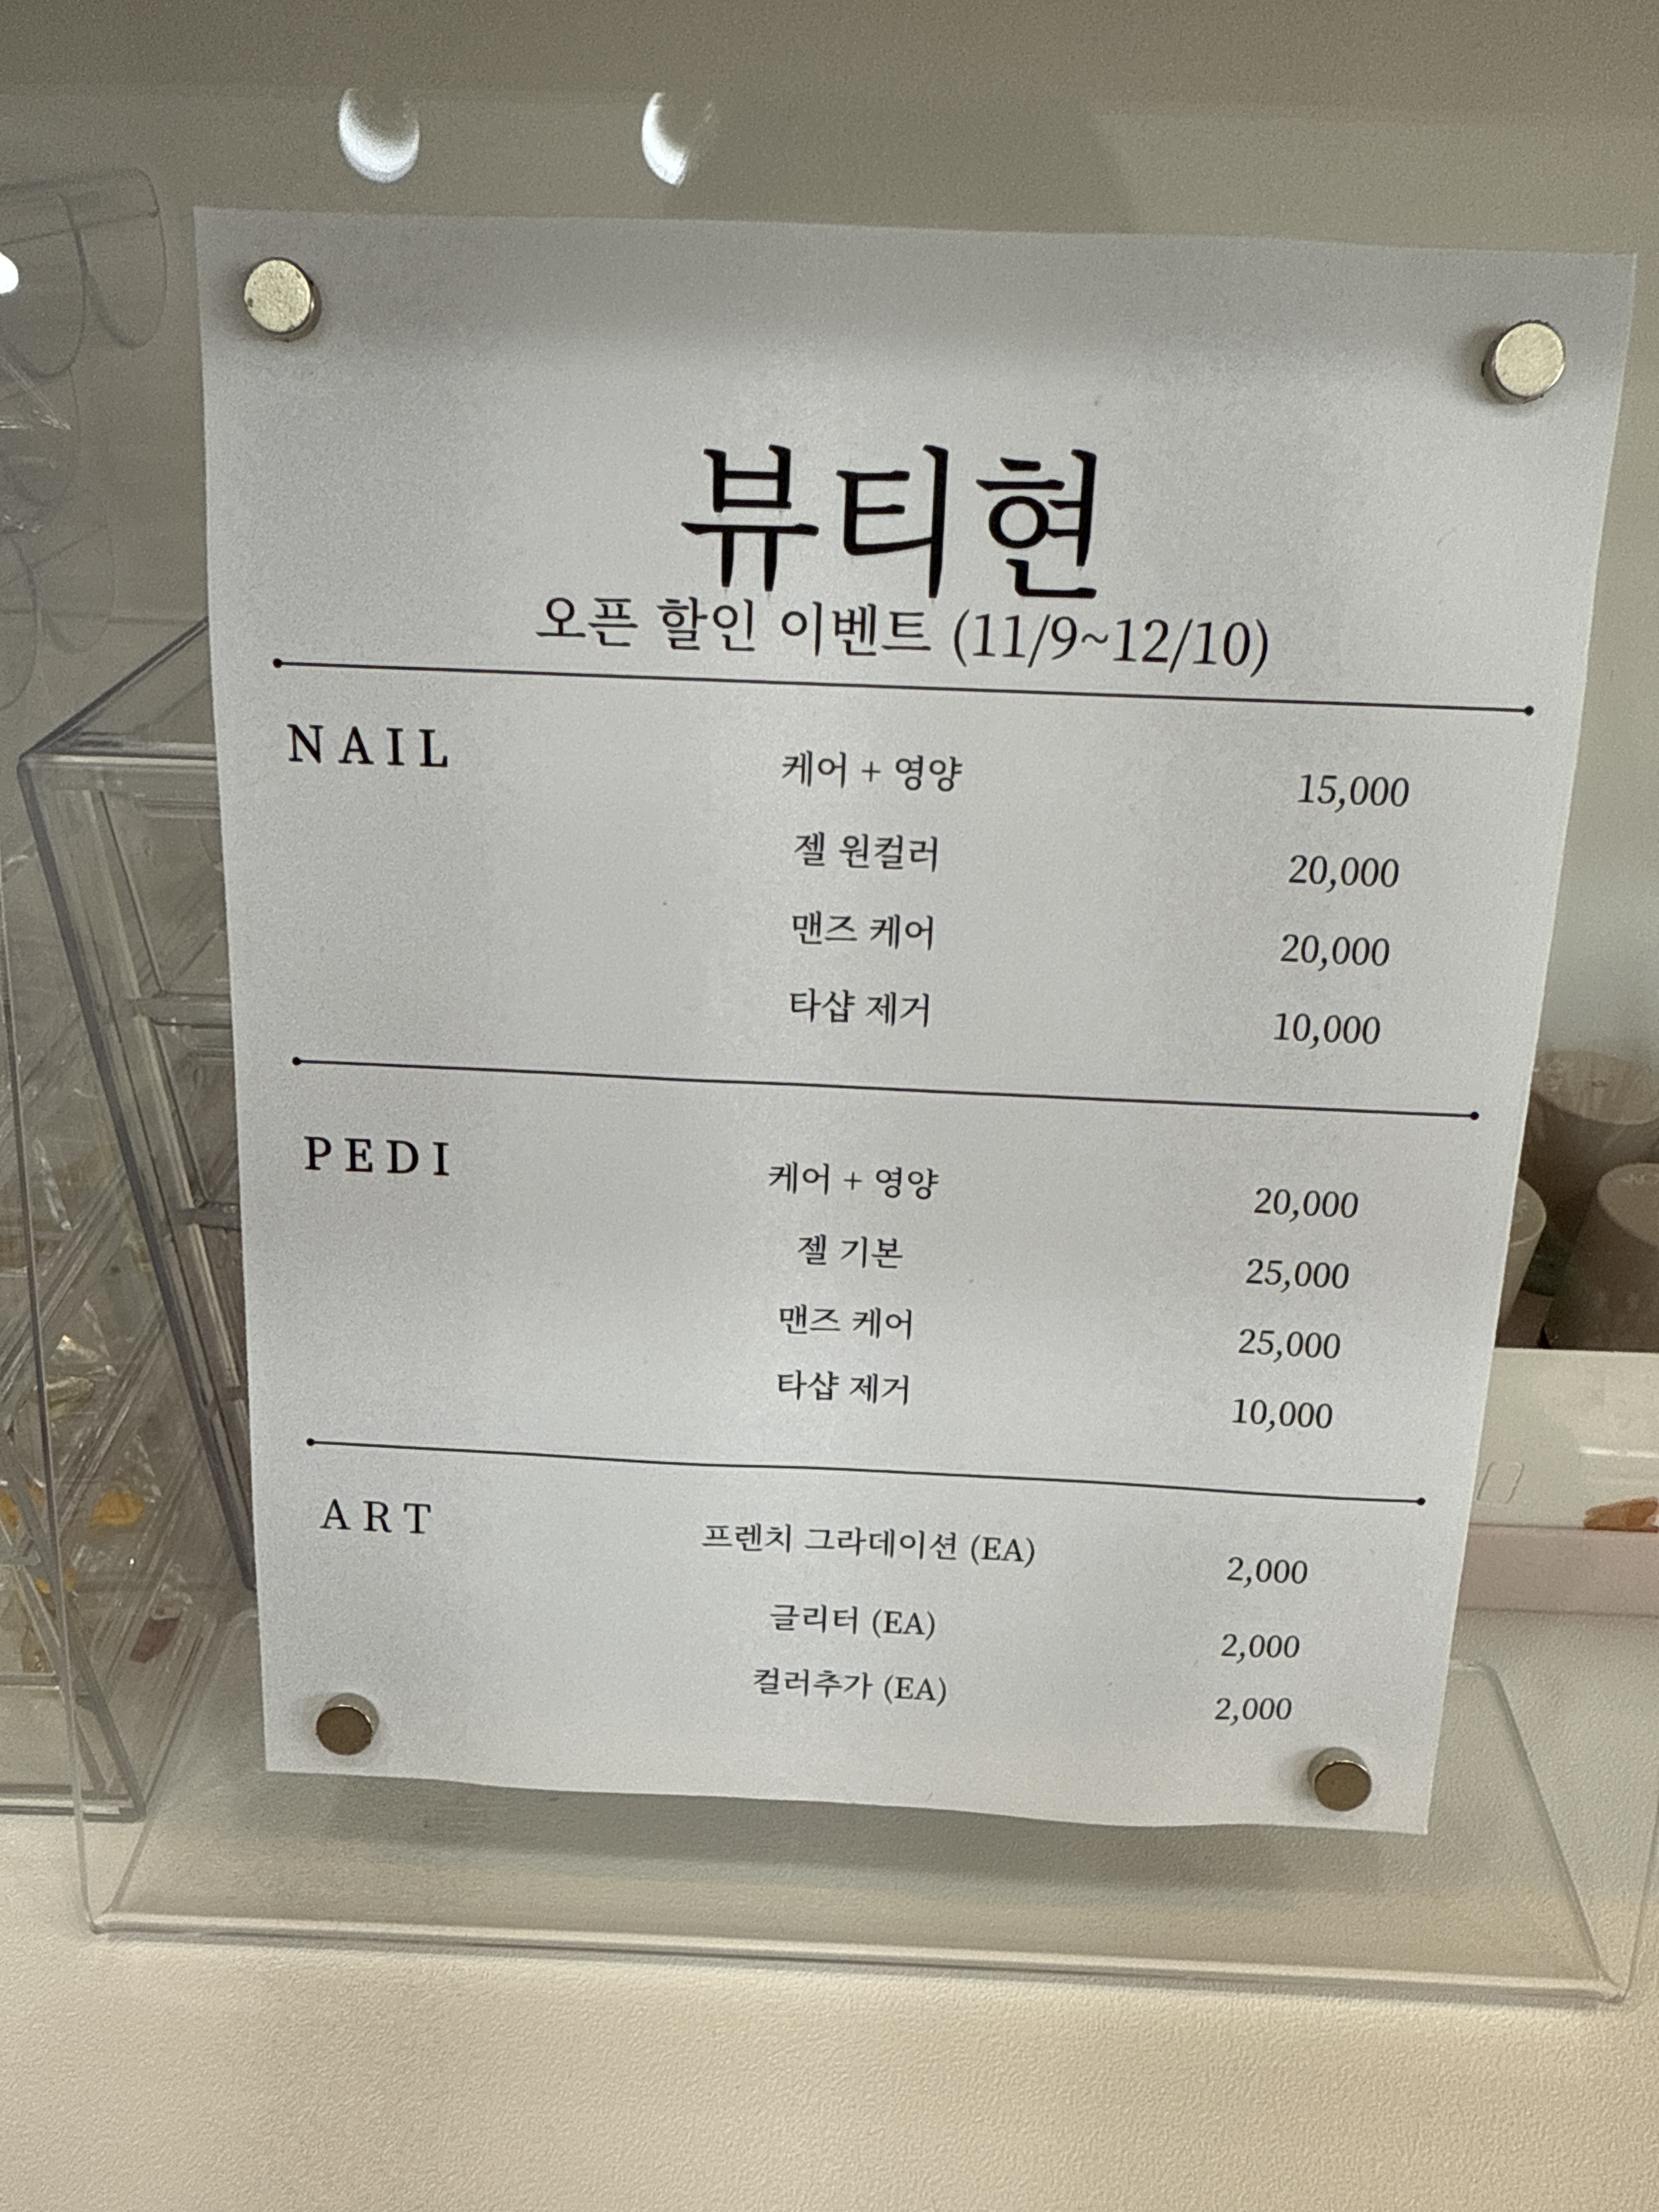 뷰티현
오픈 할인 이벤트 (11/9~12/10)
NAIL
케어 + 영양 15,000
젤 원컬러 20,000
맨즈 케어 20,000
타샵 제거 10,000
PEDI
케어 + 영양 20,000
젤 기본 25,000
맨즈 케어 25,000
타샵 제거 10,000
ART
프렌치 그라데이션 (EA) 2,000
글리터 (EA) 2,000
컬러추가 (EA) 2,000